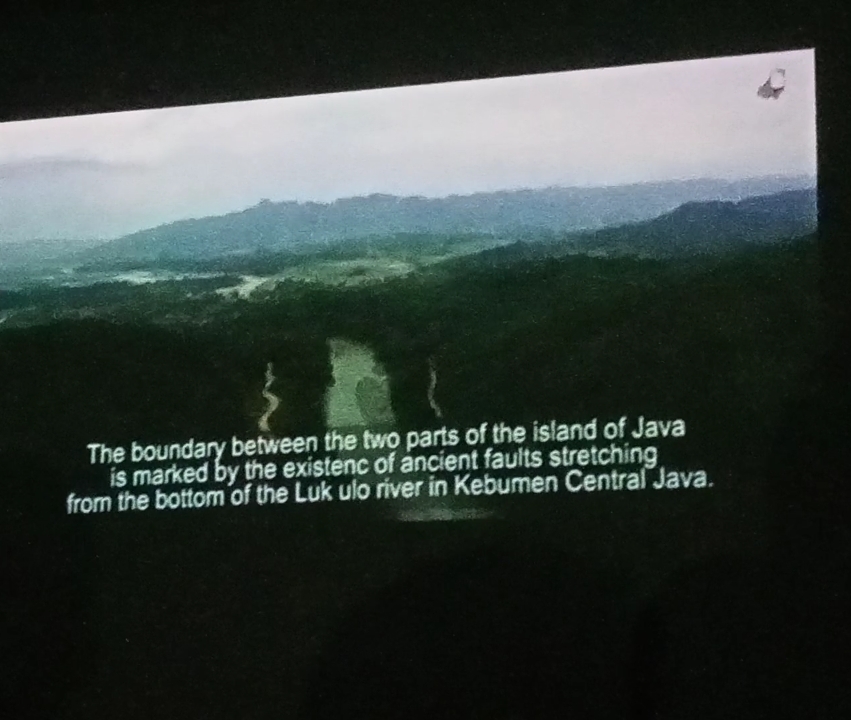 The boundary between the two parts of the island of Java
is marked by the existenc of ancient faults stretching
from the bottom of the Luk ulo river in Kebumen Central Java.